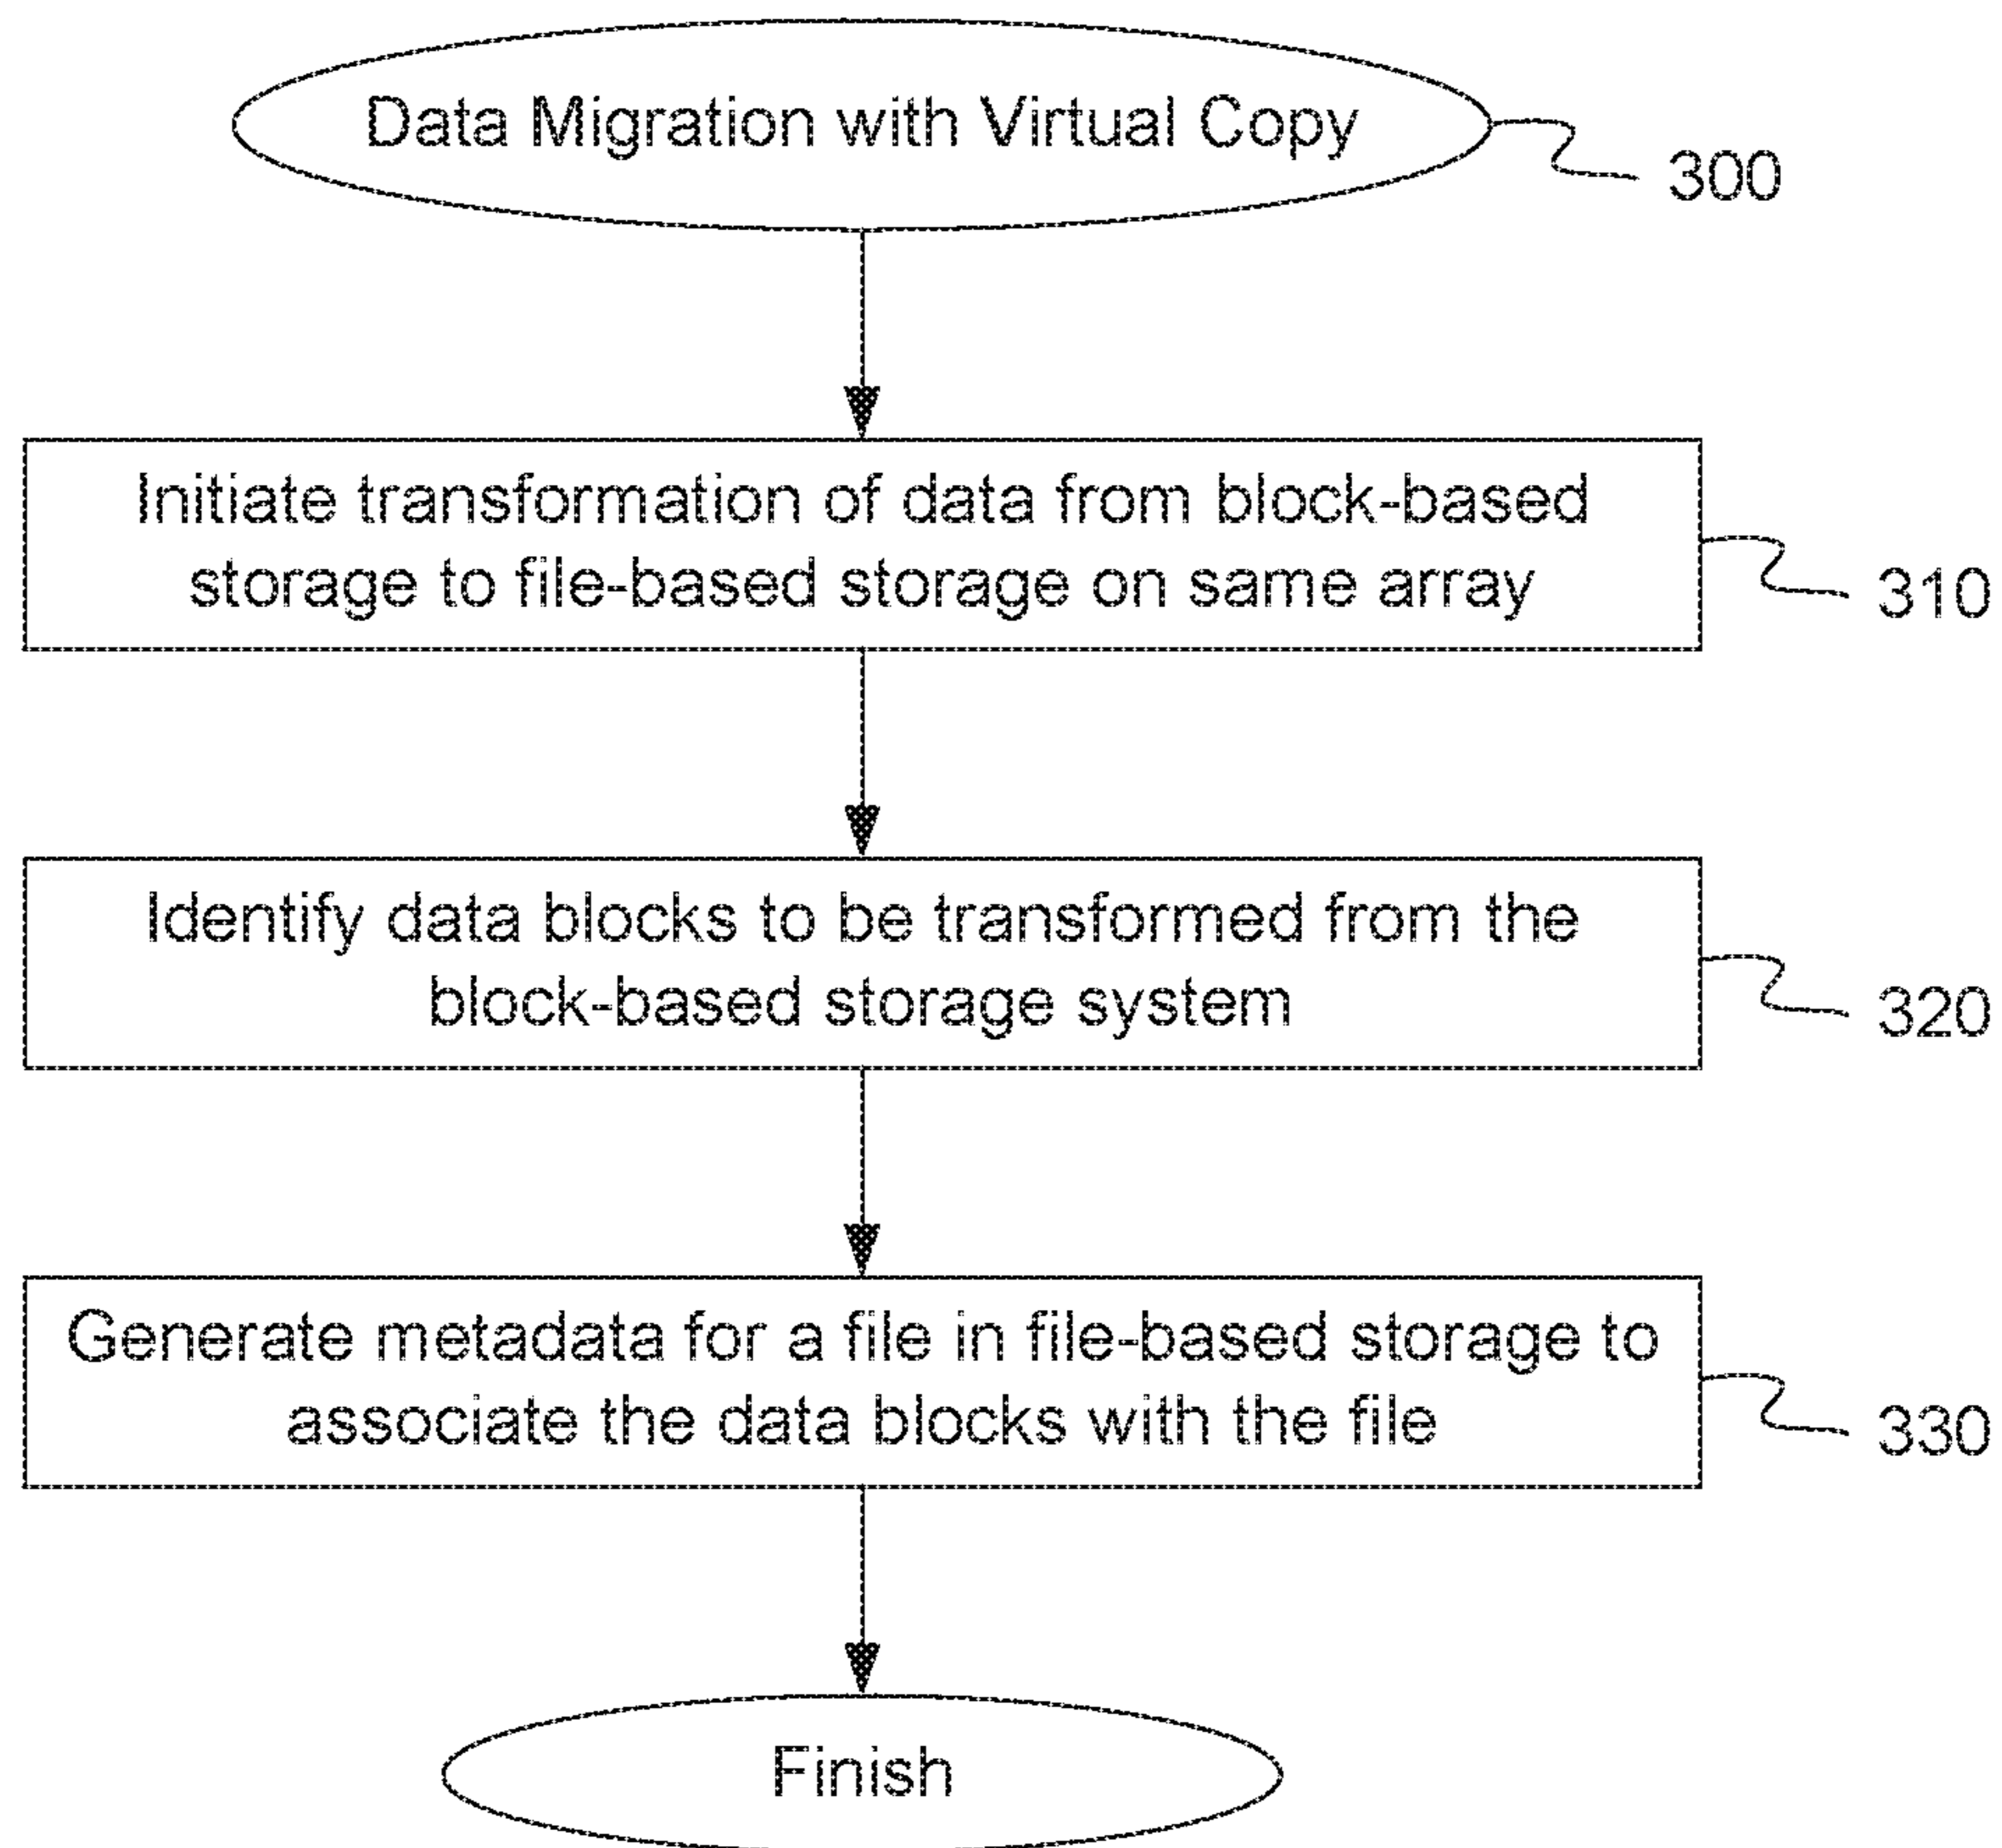 Data Migration with Virtual Copy
300
Initiate transformation of data from block-based
storage to file-based storage on same array
310
Identify data blocks to be transformed from the
block-based storage system
320
Generate metadata for a file in file-based storage to
associate the data blocks with the file
330
Finish